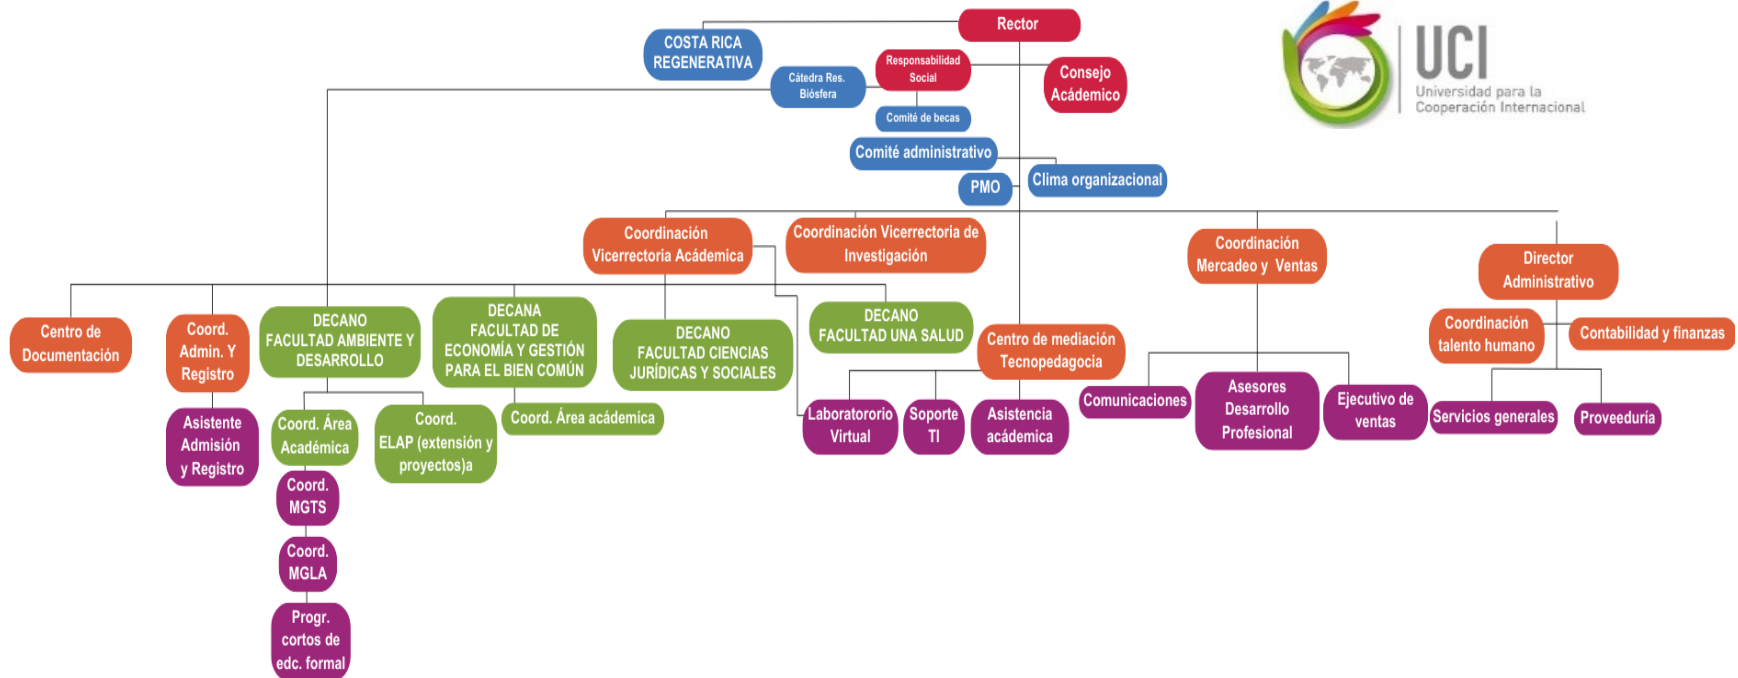 Rector
COSTA RICA
REGENERATIVA
Responsabilidad
Social
Consejo
Acádemico
Cátedra Res.
Biósfera
Comité de becas
Comité administrativo
Clima organizacional
PMO
UCI
Universidad para la
Cooperación Internacional
Coordinación
Vicerrectoria Académica
Coordinación Vicerrectoria de
Investigación
Coordinación
Mercadeo y Ventas
Director
Administrativo
Centro de
Documentación
Coord.
Admin. Y
Registro
DECANO
FACULTAD AMBIENTE Y
DESARROLLO
DECANA
FACULTAD DE
ECONOMÍA Y GESTIÓN
PARA EL BIEN COMÚN
DECANO
FACULTAD CIENCIAS
JURÍDICAS Y SOCIALES
DECANO
FACULTAD UNA SALUD
Centro de mediación
Tecnopedagocia
Coordinación
talento humano
Contabilidad y finanzas
Asistente
Admisión
y Registro
Coord. Área
Académica
Coord.
ELAP (extensión y
proyectos)a
Coord. Área acádemica
Laboratororio
Virtual
Soporte
TI
Asistencia
acádemica
Comunicaciones
Asesores
Desarrollo
Profesional
Ejecutivo de
ventas
Servicios generales
Proveeduría
Coord.
MGTS
Coord.
MGLA
Progr.
cortos de
edc. formal